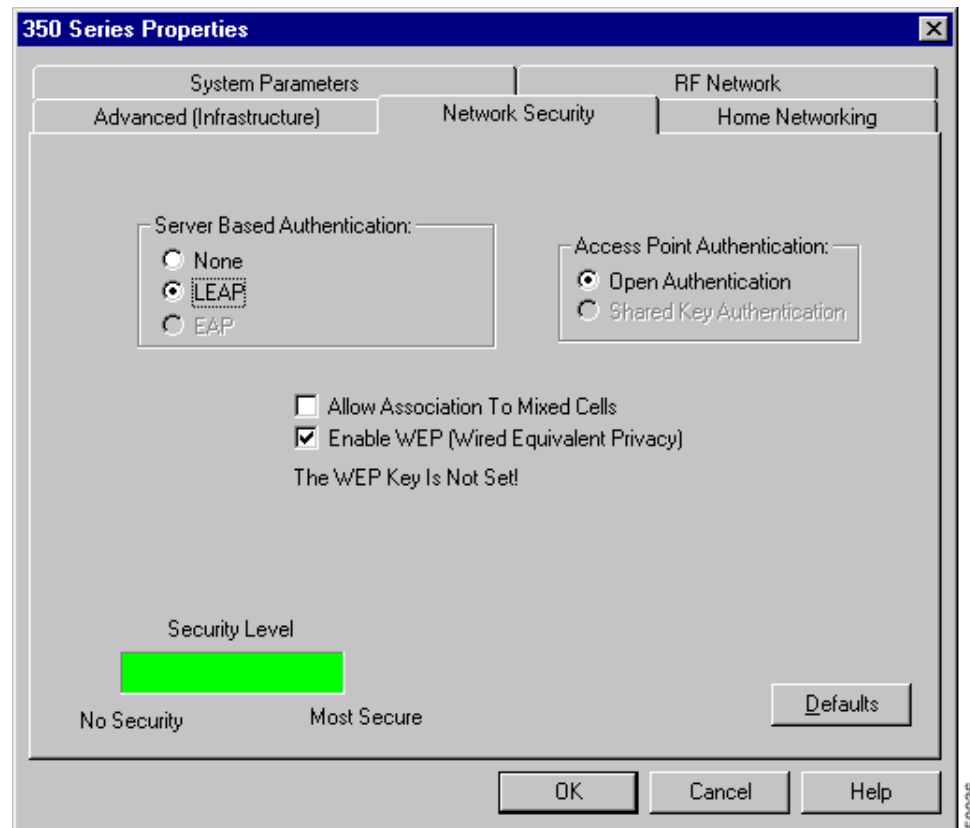 350 Series Properties
System Parameters
RF Network
Advanced (Infrastructure)
Network Security
Home Networking
Server Based Authentication:
None
LEAP
EAP
Access Point Authentication:
Open Authentication
Shared Key Authentication
Allow Association To Mixed Cells
Enable WEP (Wired Equivalent Privacy)
The WEP Key Is Not Set!
Security Level
No Security
Most Secure
Defaults
OK
Cancel
Help